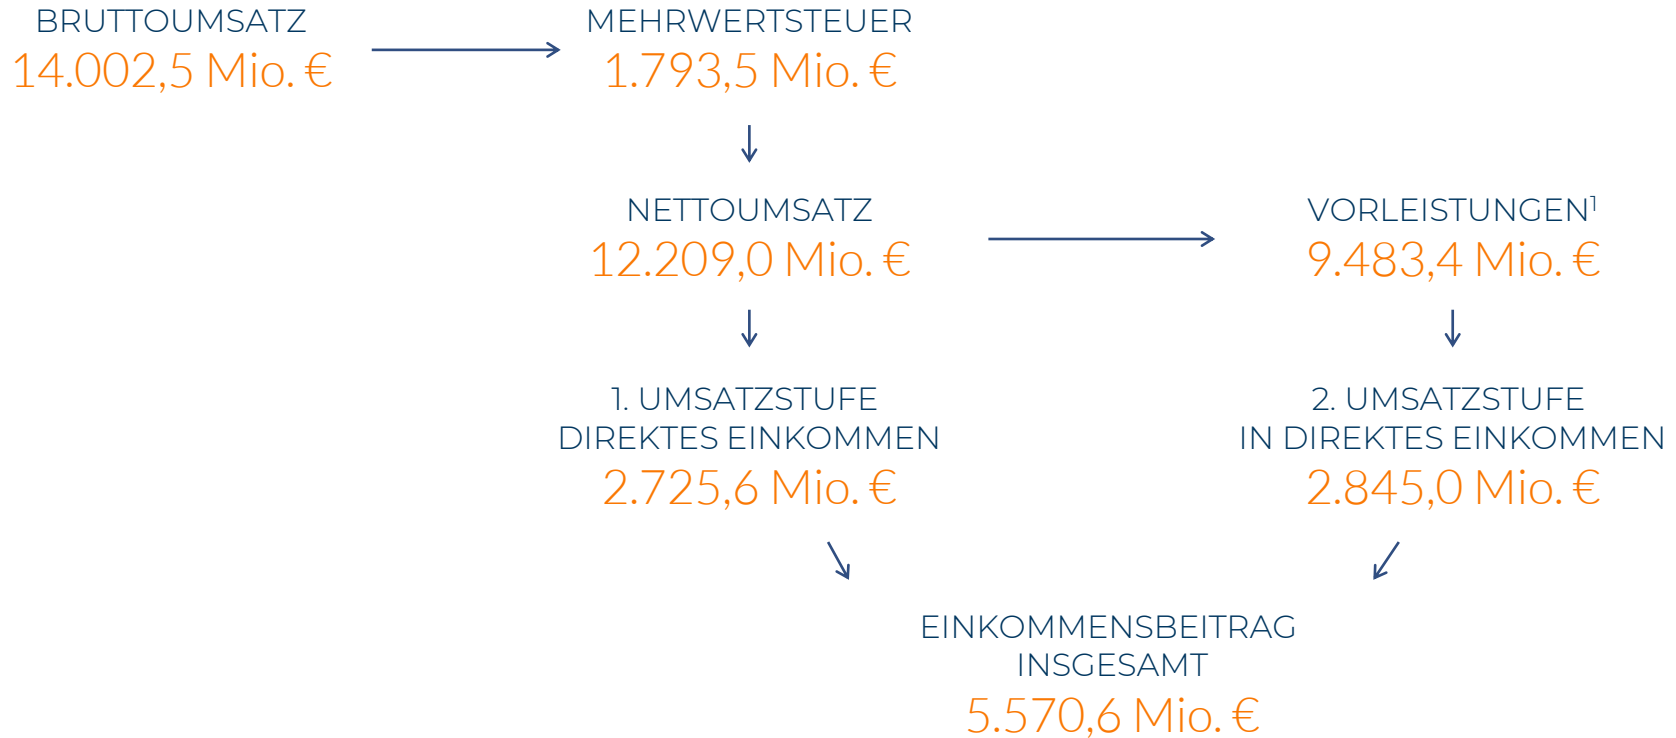 BRUTTOUMSATZ
14.002,5 Mio. €
MEHRWERTSTEUER
1.793,5 Mio. €
NETTOUMSATZ
12.209,0 Mio. €
VORLEISTUNGEN¹
9.483,4 Mio. €
1. UMSATZSTUFE
DIREKTES EINKOMMEN
2.725,6 Mio. €
2. UMSATZSTUFE
IN DIREKTES EINKOMMEN
2.845,0 Mio. €
EINKOMMENSBEITRAG
INSGESAMT
5.570,6 Mio. €